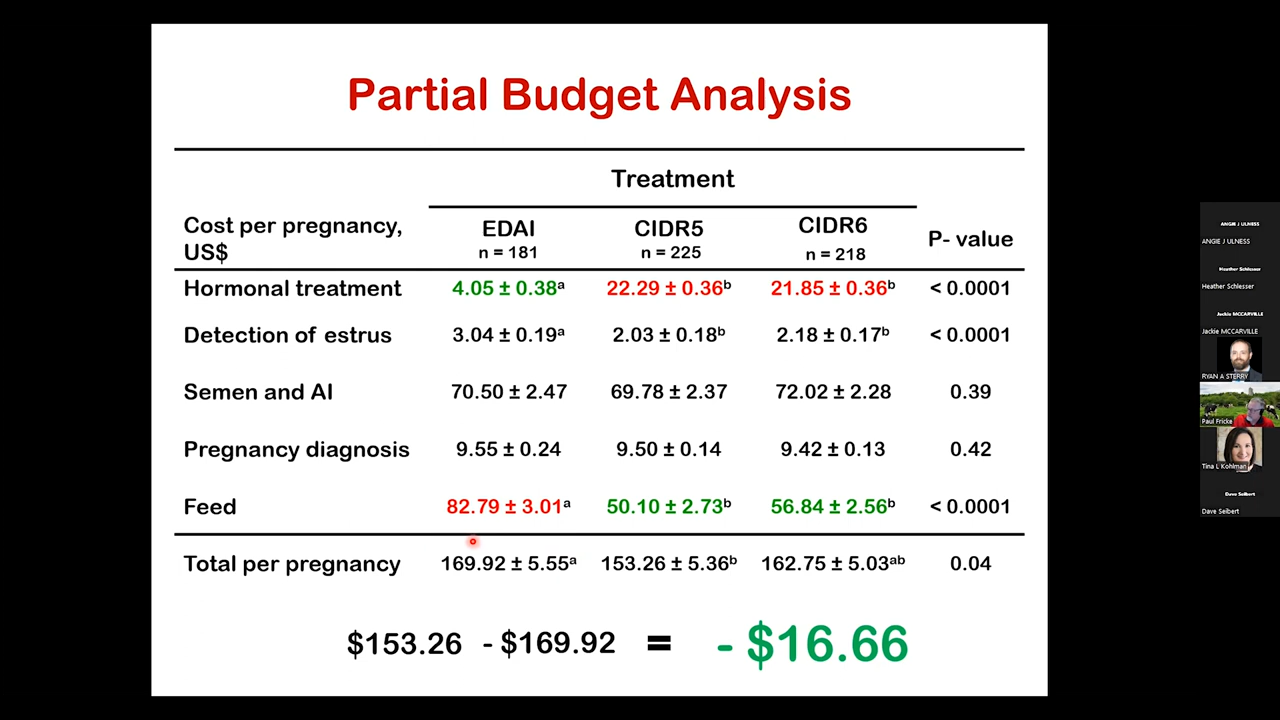 Partial Budget Analysis
Treatment
Cost per pregnancy, US$
EDAI
n = 181
CIDR5
n = 225
CIDR6
n = 218
P- value
Hormonal treatment 4.05 ± 0.38ᵃ 22.29 ± 0.36ᵇ 21.85 ± 0.36ᵇ < 0.0001
Detection of estrus 3.04 ± 0.19ᵃ 2.03 ± 0.18ᵇ 2.18 ± 0.17ᵇ < 0.0001
Semen and AI 70.50 ± 2.47 69.78 ± 2.37 72.02 ± 2.28 0.39
Pregnancy diagnosis 9.55 ± 0.24 9.50 ± 0.14 9.42 ± 0.13 0.42
Feed 82.79 ± 3.01ᵃ 50.10 ± 2.73ᵇ 56.84 ± 2.56ᵇ < 0.0001
Total per pregnancy 169.92 ± 5.55ᵃ 153.26 ± 5.36ᵇ 162.75 ± 5.03ᵃᵇ 0.04
$153.26 - $169.92 = - $16.66
ANGIE J ULNESS
ANGIE J ULNESS
Heather Schlesser
Heather Schlesser
Jackie MCCARVILLE
Jackie MCCARVILLE
RYAN A STERRY
Paul Fricke
Tina L Kohlman
Dave Seibert
Dave Seibert